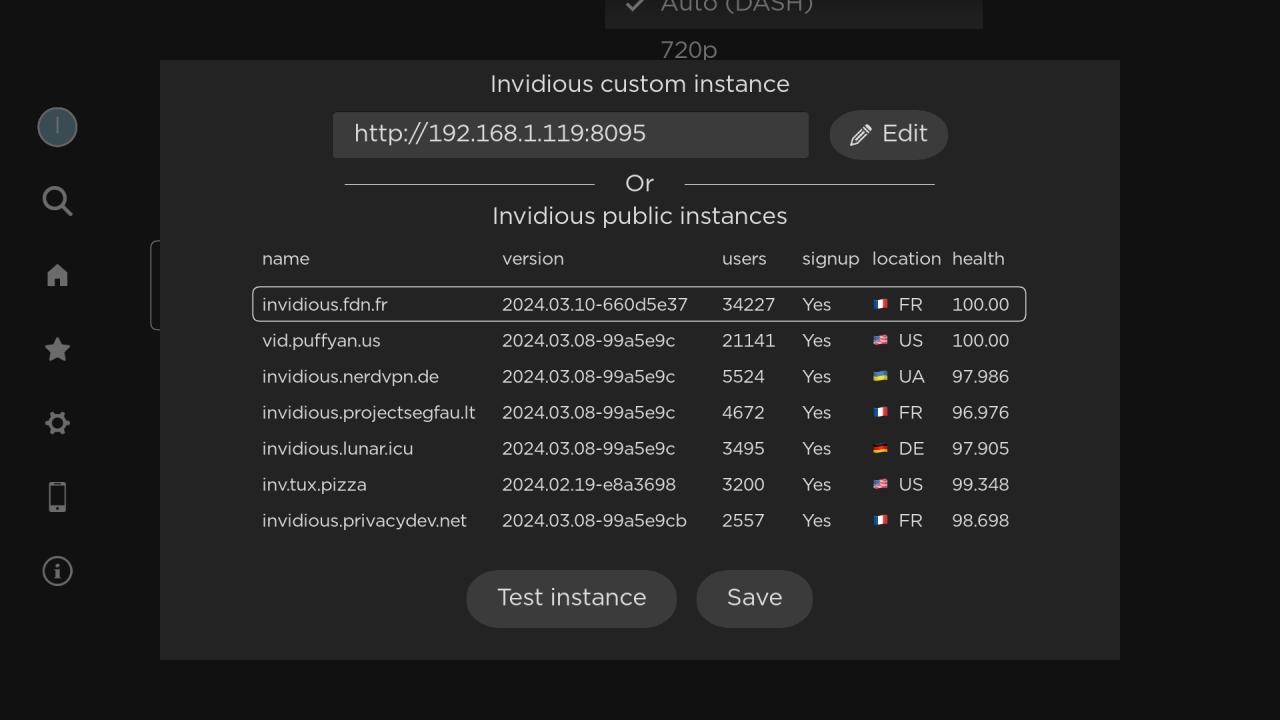 Auto (DASH)
720p
Invidious custom instance
http://192.168.1.119:8095
Edit
Or
Invidious public instances
name version users signup location health
invidious.fdn.fr 2024.03.10-660d5e37 34227 Yes FR 100.00
vid.puffyan.us 2024.03.08-99a5e9c 21141 Yes US 100.00
invidious.nerdvpn.de 2024.03.08-99a5e9c 5524 Yes UA 97.986
invidious.projectsegfau.lt 2024.03.08-99a5e9c 4672 Yes FR 96.976
invidious.lunar.icu 2024.03.08-99a5e9c 3495 Yes DE 97.905
inv.tux.pizza 2024.02.19-e8a3698 3200 Yes US 99.348
invidious.privacydev.net 2024.03.08-99a5e9cb 2557 Yes FR 98.698
Test instance Save